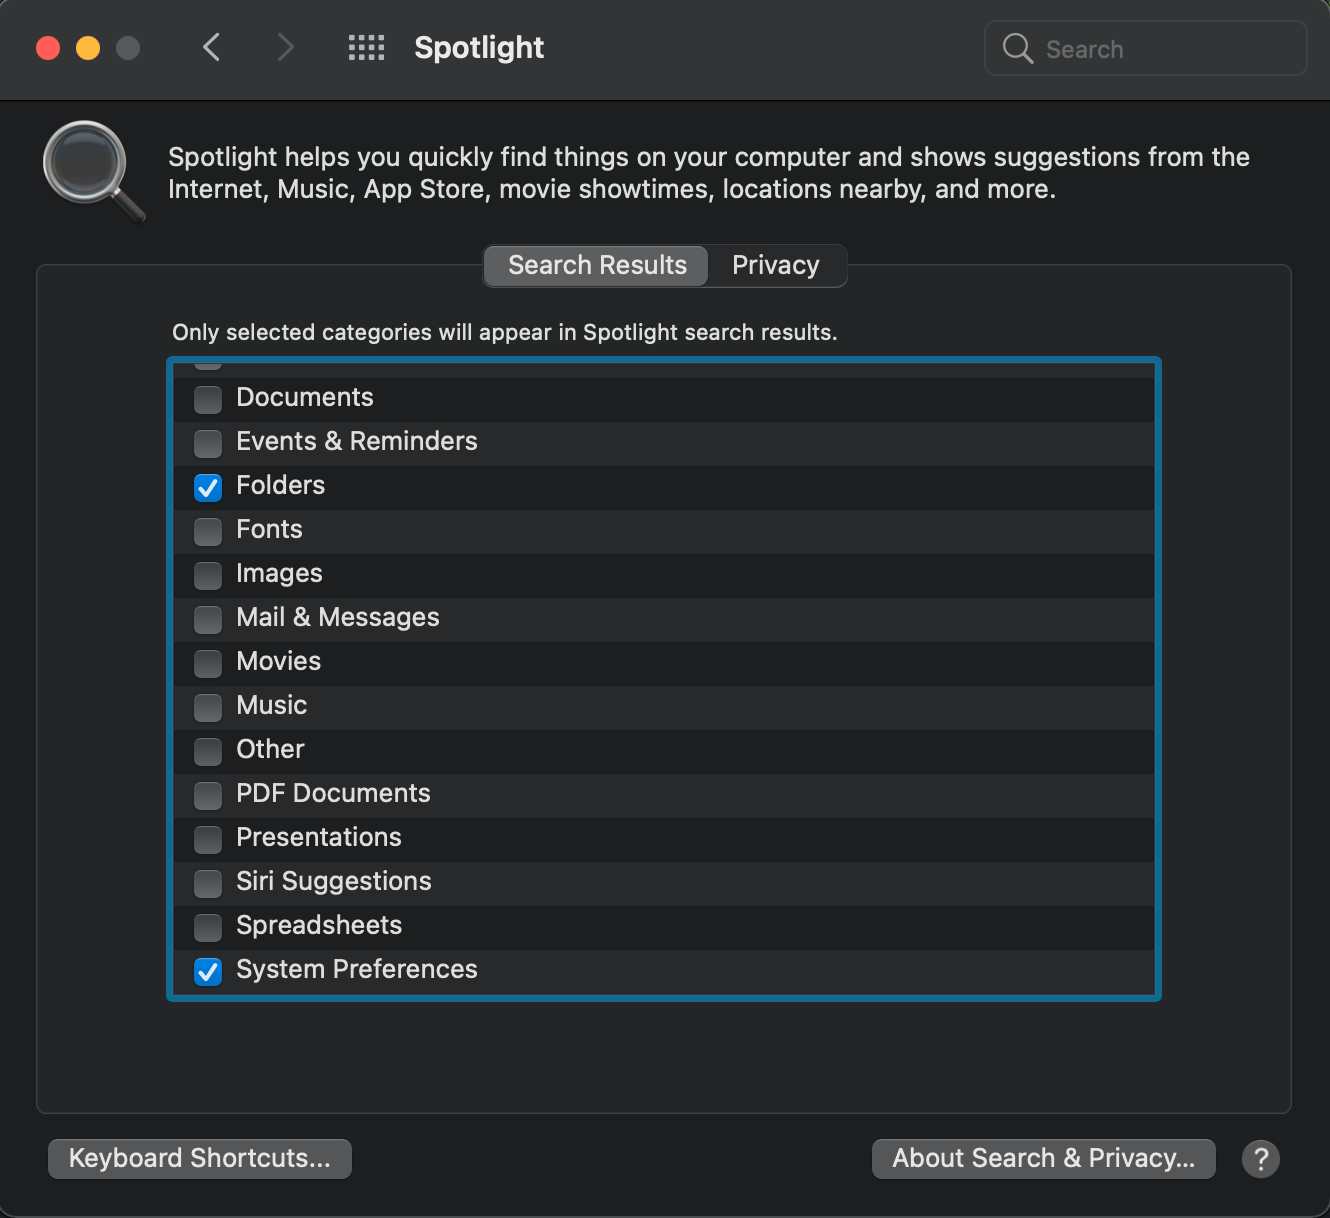 Spotlight
Search
Spotlight helps you quickly find things on your computer and shows suggestions from the
Internet, Music, App Store, movie showtimes, locations nearby, and more.
Search Results
Privacy
Only selected categories will appear in Spotlight search results.
Documents
Events & Reminders
Folders
Fonts
Images
Mail & Messages
Movies
Music
Other
PDF Documents
Presentations
Siri Suggestions
Spreadsheets
System Preferences
Keyboard Shortcuts...
About Search & Privacy...
?